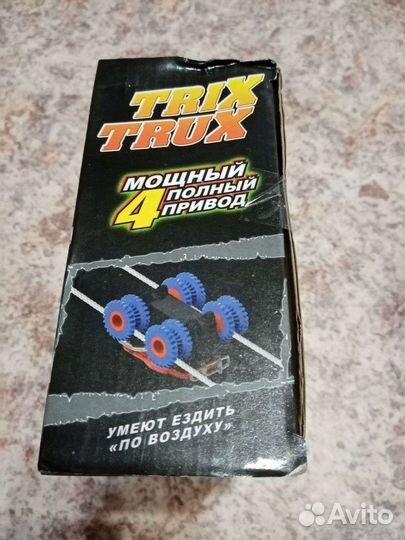 TRIX
TRUX
МОЩНЫЙ
4 ПОЛНЫЙ
ПРИВОД
УМЕЮТ ЕЗДИТЬ
«ПО ВОЗДУХУ»
Avito